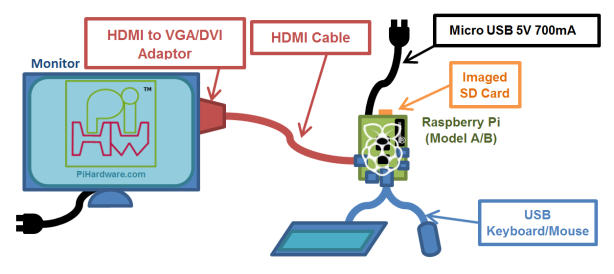 HDMI to VGA/DVI
Adaptor
HDMI Cable
Micro USB 5V 700mA
Monitor
TM
Imaged
SD Card
Raspberry Pi
(Model A/B)
®
PiHardware.com
USB
Keyboard/Mouse